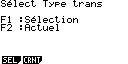 Sélect Type trans
F1 :Sélection
F2 :Actuel
SEL CRNT